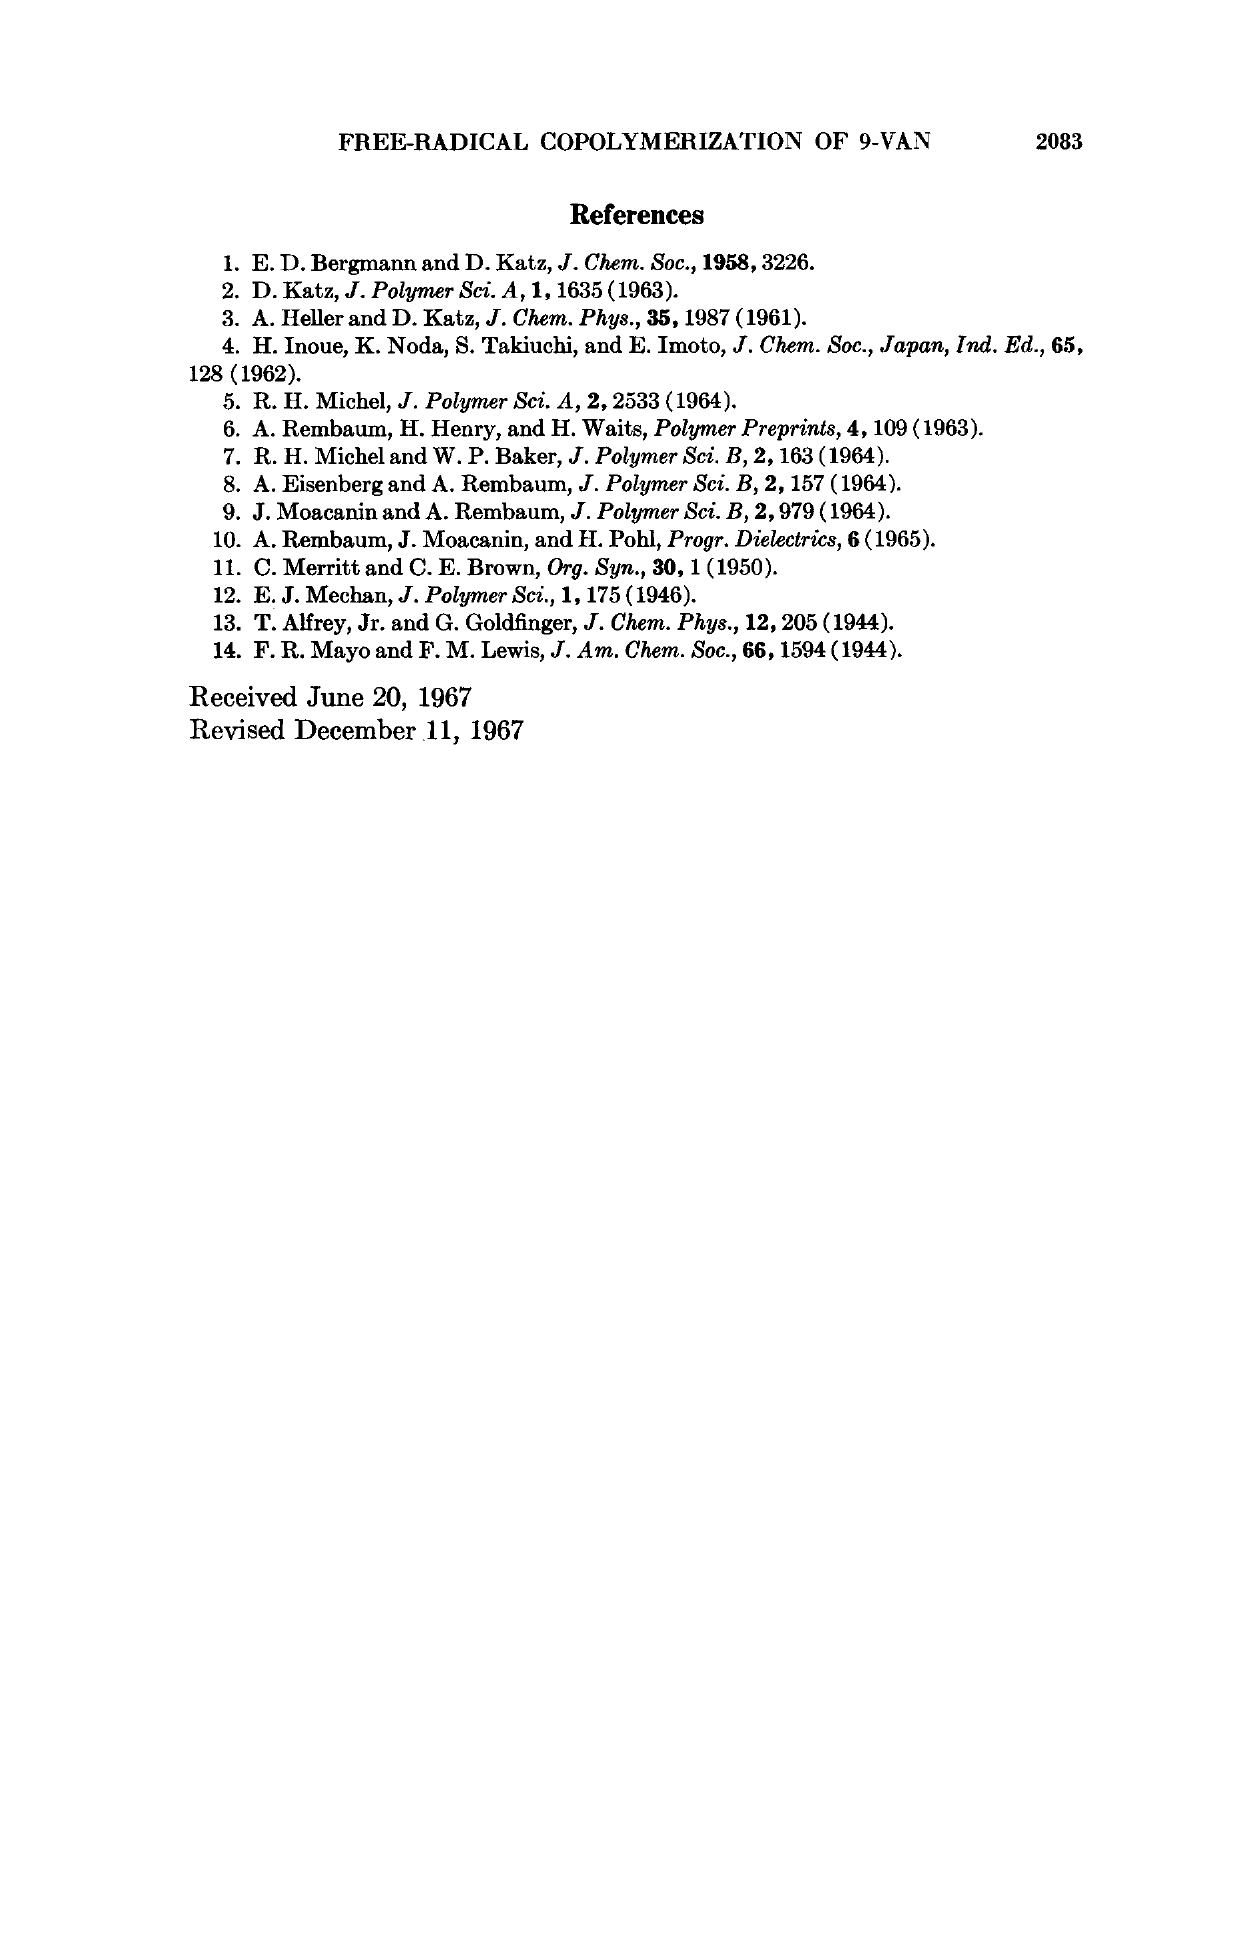 FREE-RADICAL COPOLYMERIZATION OF 9-VAN 2083
References
1. E. D. Bergmann and D. Katz, J. Chem. Soc., 1958, 3226.
2. D. Katz, J. Polymer Sci. A, 1, 1635 (1963).
3. A. Heller and D. Katz, J. Chem. Phys., 35, 1987 (1961).
4. H. Inoue, K. Noda, S. Takiuchi, and E. Imoto, J. Chem. Soc., Japan, Ind. Ed., 65,
128 (1962).
5. R. H. Michel, J. Polymer Sci. A, 2, 2533 (1964).
6. A. Rembaum, H. Henry, and H. Waits, Polymer Preprints, 4, 109 (1963).
7. R. H. Michel and W. P. Baker, J. Polymer Sci. B, 2, 163 (1964).
8. A. Eisenberg and A. Rembaum, J. Polymer Sci. B, 2, 157 (1964).
9. J. Moacanin and A. Rembaum, J. Polymer Sci. B, 2, 979 (1964).
10. A. Rembaum, J. Moacanin, and H. Pohl, Progr. Dielectrics, 6 (1965).
11. C. Merritt and C. E. Brown, Org. Syn., 30, 1 (1950).
12. E. J. Mechan, J. Polymer Sci., 1, 175 (1946).
13. T. Alfrey, Jr. and G. Goldfinger, J. Chem. Phys., 12, 205 (1944).
14. F. R. Mayo and F. M. Lewis, J. Am. Chem. Soc., 66, 1594 (1944).
Received June 20, 1967
Revised December 11, 1967